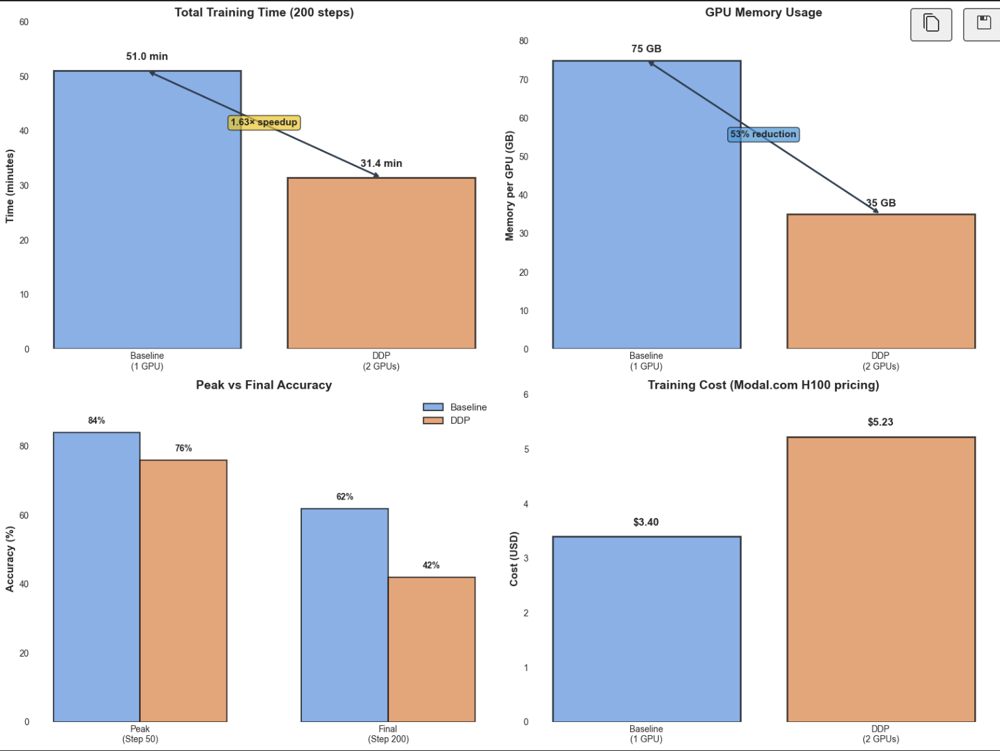 Total Training Time (200 steps)
60
50
40
30
20
10
0
Time (minutes)
51.0 min
1.63× speedup
31.4 min
Baseline
(1 GPU)
DDP
(2 GPUs)
GPU Memory Usage
80
70
60
50
40
30
20
10
0
Memory per GPU (GB)
75 GB
53% reduction
35 GB
Baseline
(1 GPU)
DDP
(2 GPUs)
Peak vs Final Accuracy
Baseline
DDP
80
60
40
20
0
Accuracy (%)
84%
76%
62%
42%
Peak
(Step 50)
Final
(Step 200)
Training Cost (Modal.com H100 pricing)
6
5
4
3
2
1
0
Cost (USD)
$3.40
$5.23
Baseline
(1 GPU)
DDP
(2 GPUs)